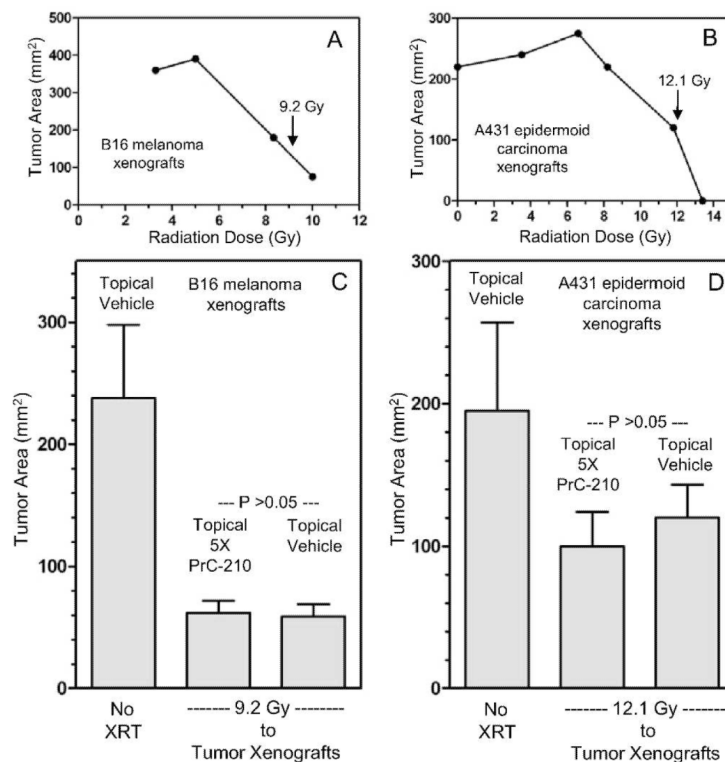 A
500
400
300
200
100
0
Tumor Area (mm²)
9.2 Gy
B16 melanoma
xenografts
0 2 4 6 8 10 12
Radiation Dose (Gy)
B
300
200
100
0
Tumor Area (mm²)
12.1 Gy
A431 epidermoid
carcinoma
xenografts
0 2 4 6 8 10 12 14
Radiation Dose (Gy)
C
Topical
Vehicle
B16 melanoma
xenografts
300
200
100
0
Tumor Area (mm²)
--- P >0.05 ---
Topical
5X
PrC-210
Topical
Vehicle
No
XRT
------- 9.2 Gy --------
to
Tumor Xenografts
D
Topical
Vehicle
A431 epidermoid
carcinoma
xenografts
300
200
100
0
Tumor Area (mm²)
--- P >0.05 ---
Topical
5X
PrC-210
Topical
Vehicle
No
XRT
------- 12.1 Gy -------
to
Tumor Xenografts